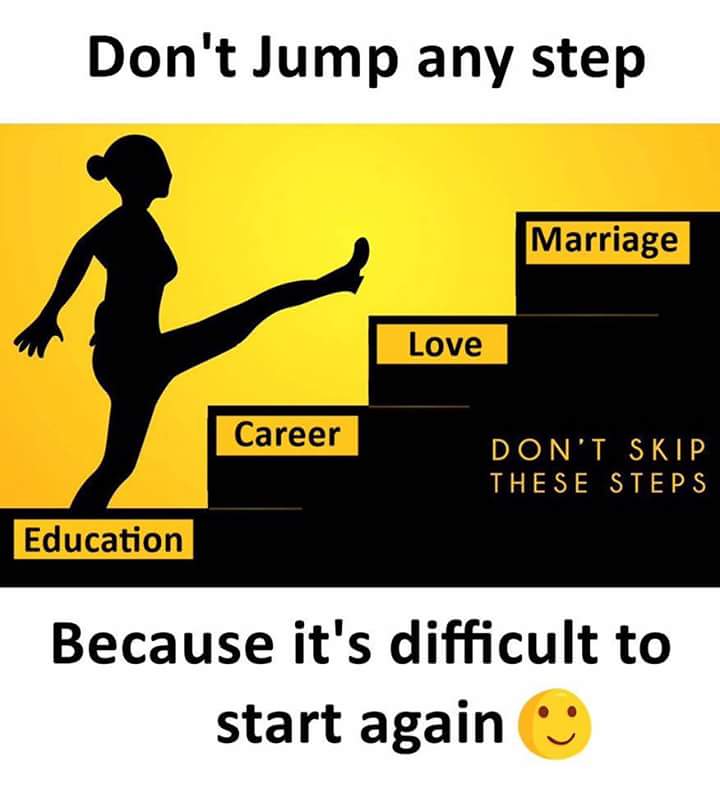 Don't Jump any step
Marriage
Love
Career
DON'T SKIP
THESE STEPS
Education
Because it's difficult to
start again